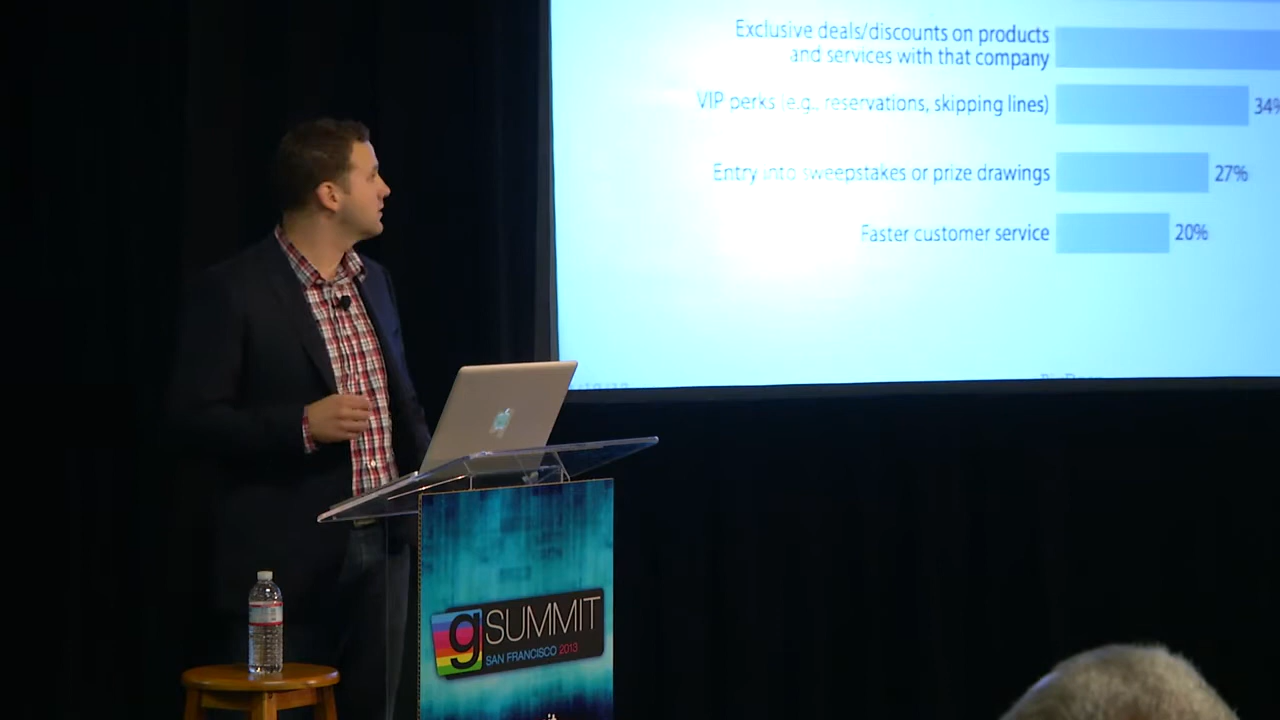 Exclusive deals/discounts on products
and services with that company
VIP perks (e.g., reservations, skipping lines)
34%
Entry into sweepstakes or prize drawings
27%
Faster customer service
20%
g SUMMIT
SAN FRANCISCO 2013